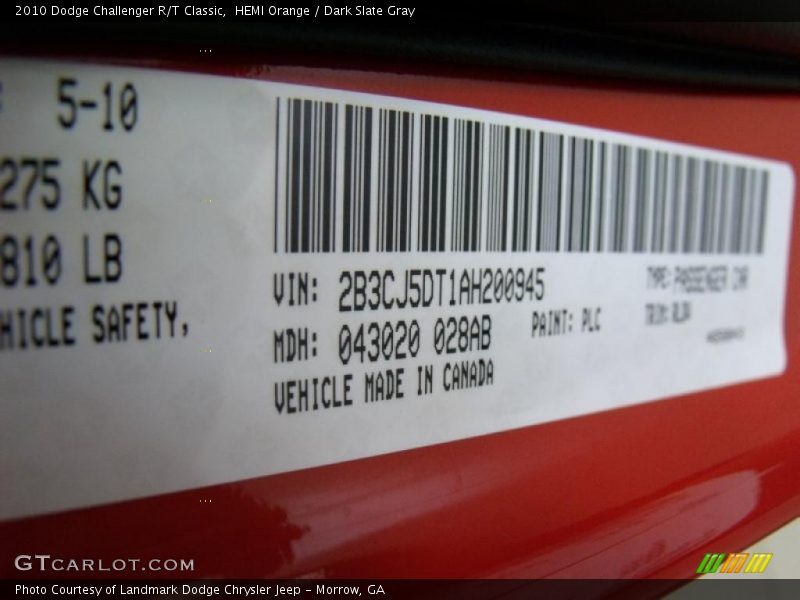 2010 Dodge Challenger R/T Classic,  HEMI Orange / Dark Slate Gray
5-10
275 KG
810 LB
HICLE SAFETY,
VIN: 2B3CJ5DT1AH200945
TYPE: PASSENGER CAR
MDH: 043020 028AB
PAINT: PLC
TRIM:
VEHICLE MADE IN CANADA
GTCARLOT.COM
Photo Courtesy of Landmark Dodge Chrysler Jeep - Morrow, GA